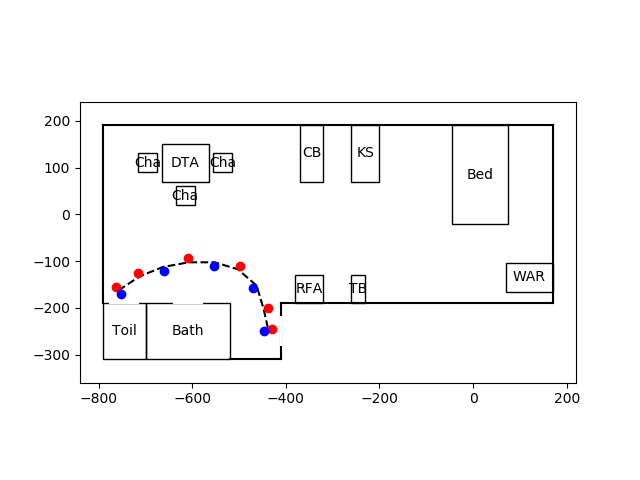 200
100
0
−100
−200
−300
Cha
DTA
Cha
Cha
CB
KS
Bed
WAR
RFA
TB
Toil
Bath
−800
−600
−400
−200
0
200